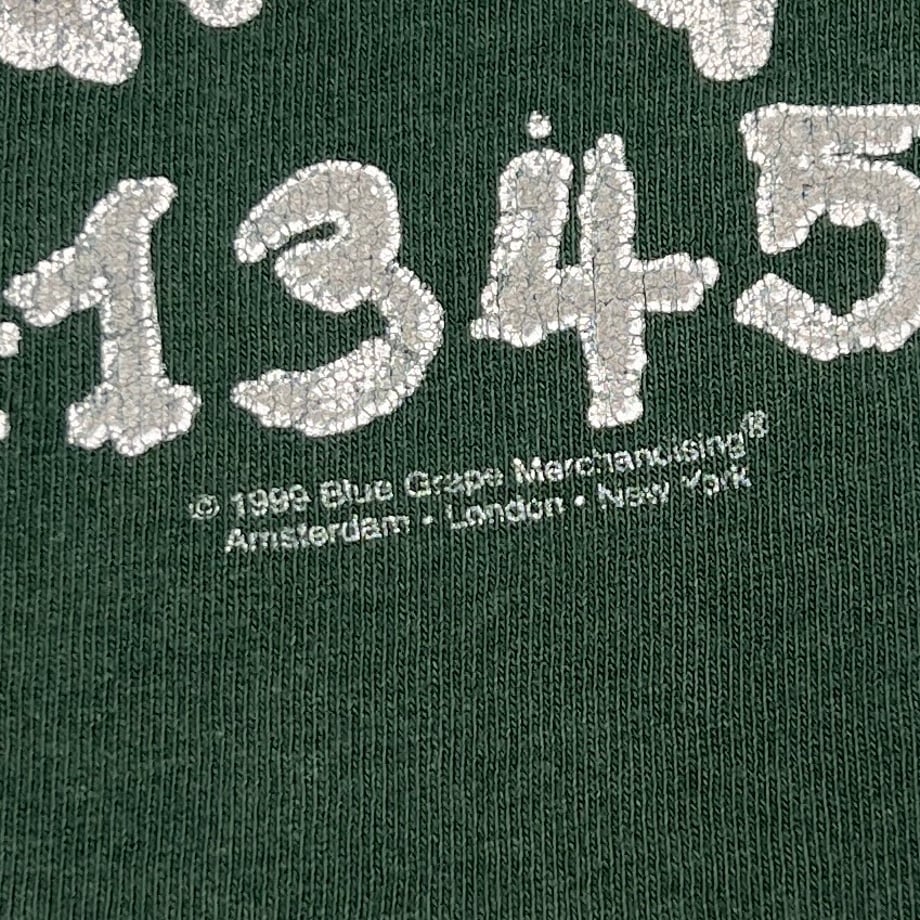 1345
© 1999 Blue Grape Merchandising®
Amsterdam • London • New York